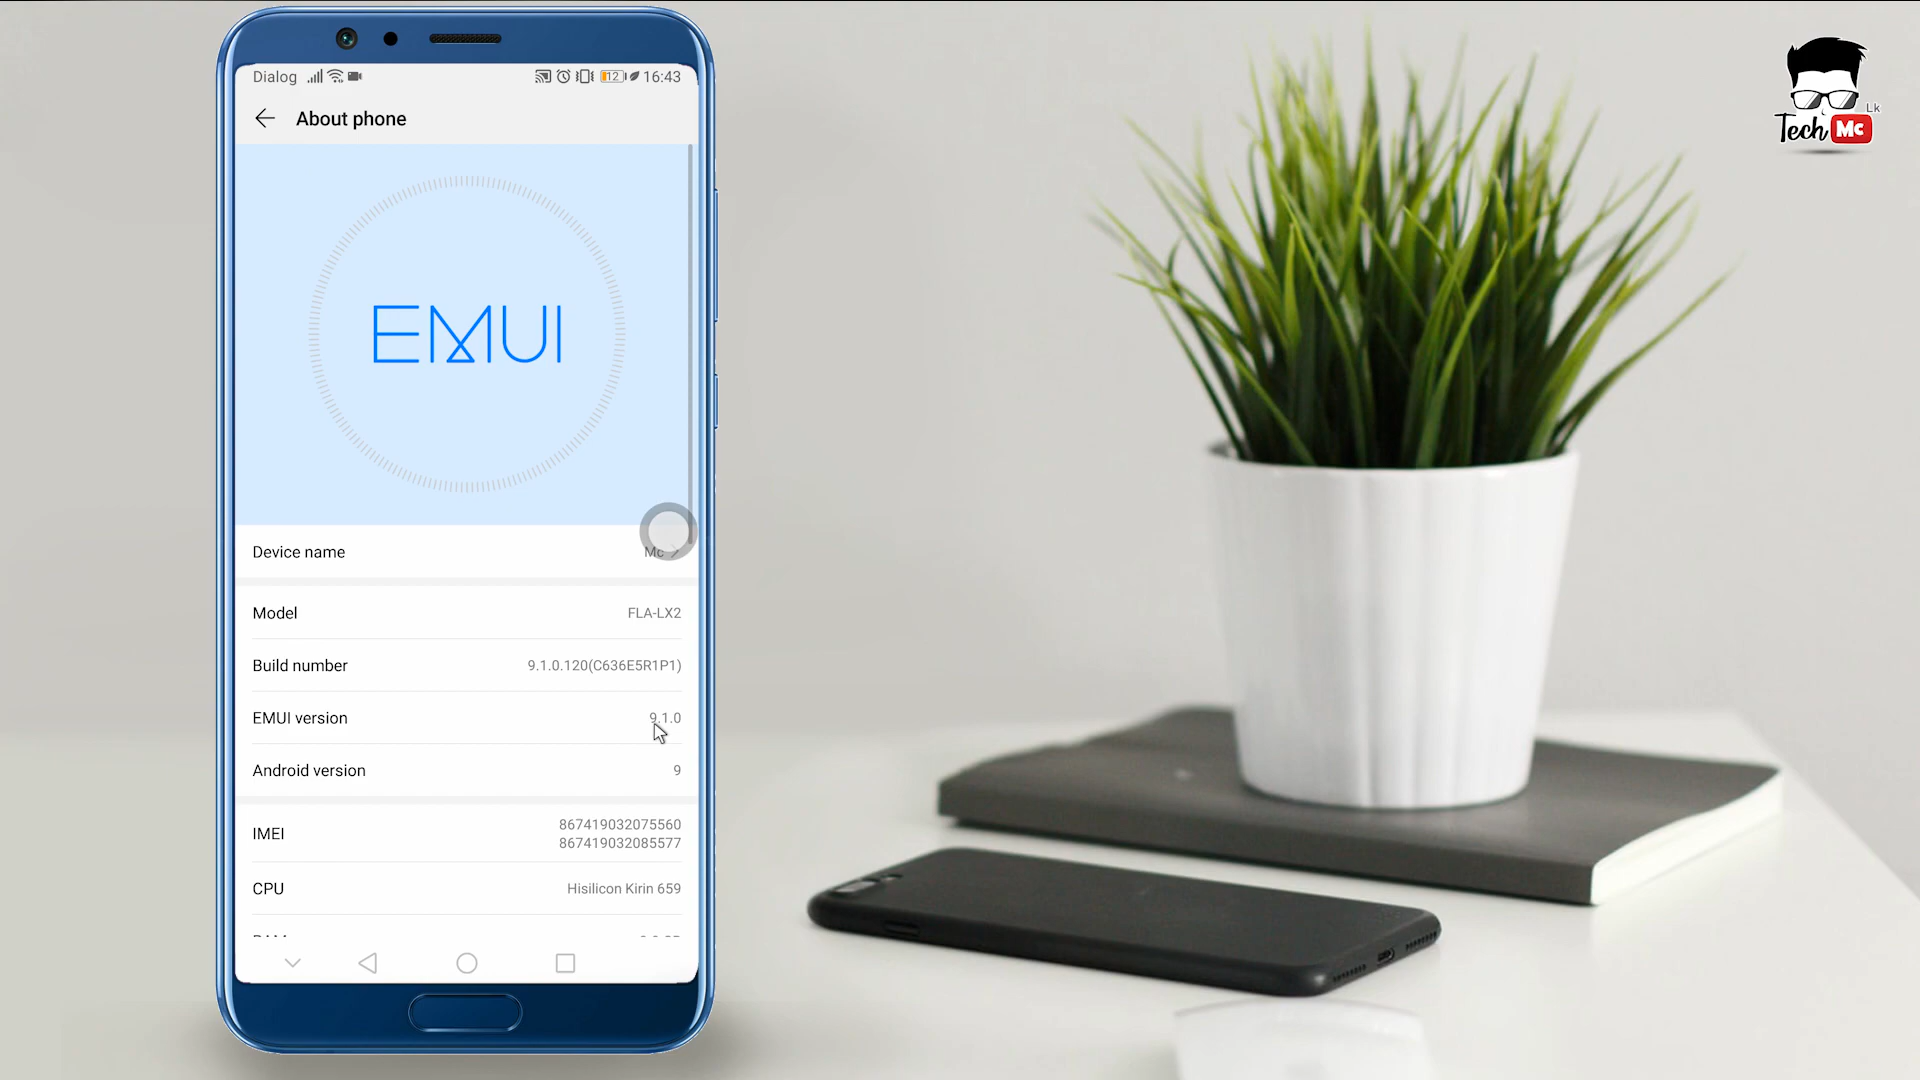 Dialog 12 16:43
About phone
EMUI
Device name Mc
Model FLA-LX2
Build number 9.1.0.120(C636E5R1P1)
EMUI version 9.1.0
Android version 9
IMEI 867419032075560
867419032085577
CPU Hisilicon Kirin 659
Lk
Tech Mc